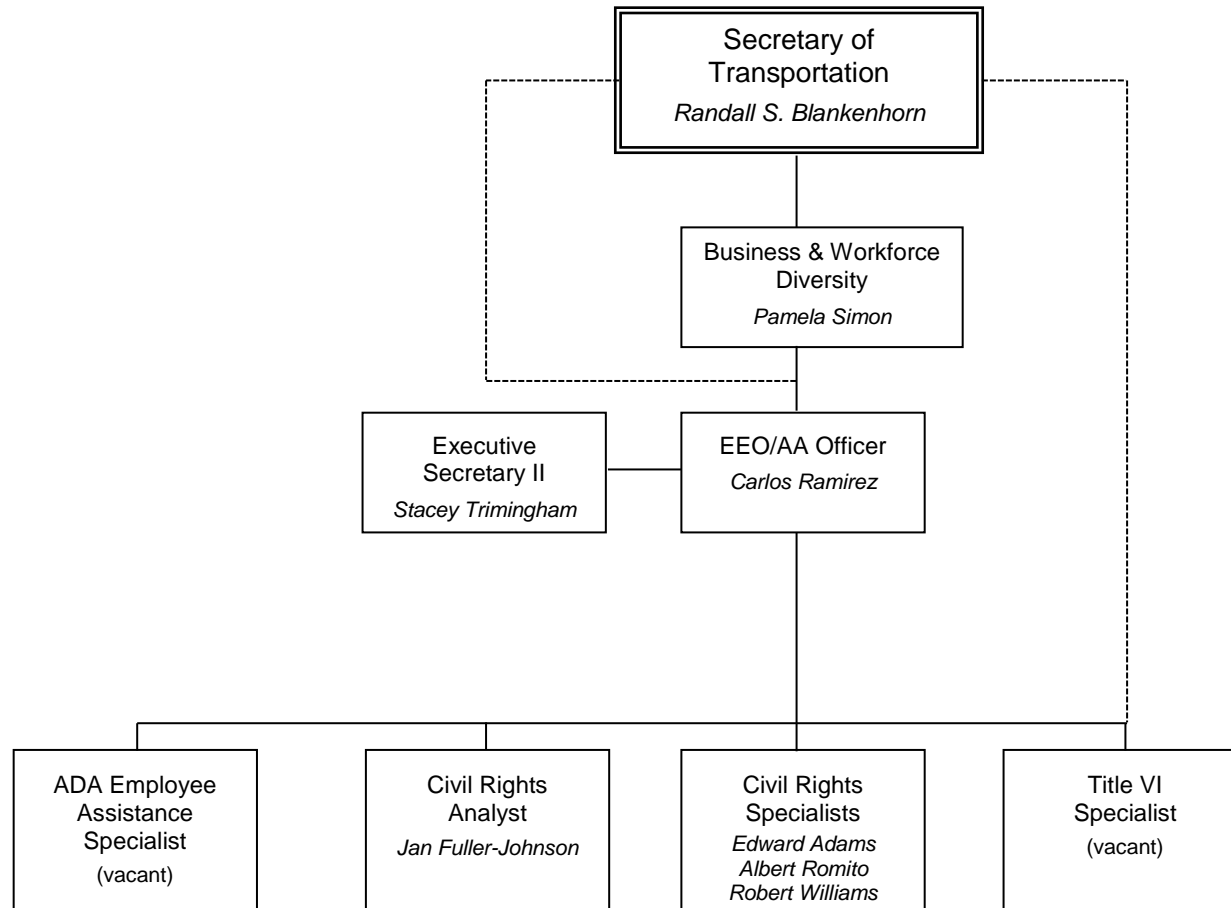 Secretary of
Transportation
Randall S. Blankenhorn
Business & Workforce
Diversity
Pamela Simon
Executive
Secretary II
Stacey Trimingham
EEO/AA Officer
Carlos Ramirez
ADA Employee
Assistance
Specialist
(vacant)
Civil Rights
Analyst
Jan Fuller-Johnson
Civil Rights
Specialists
Edward Adams
Albert Romito
Robert Williams
Title VI
Specialist
(vacant)